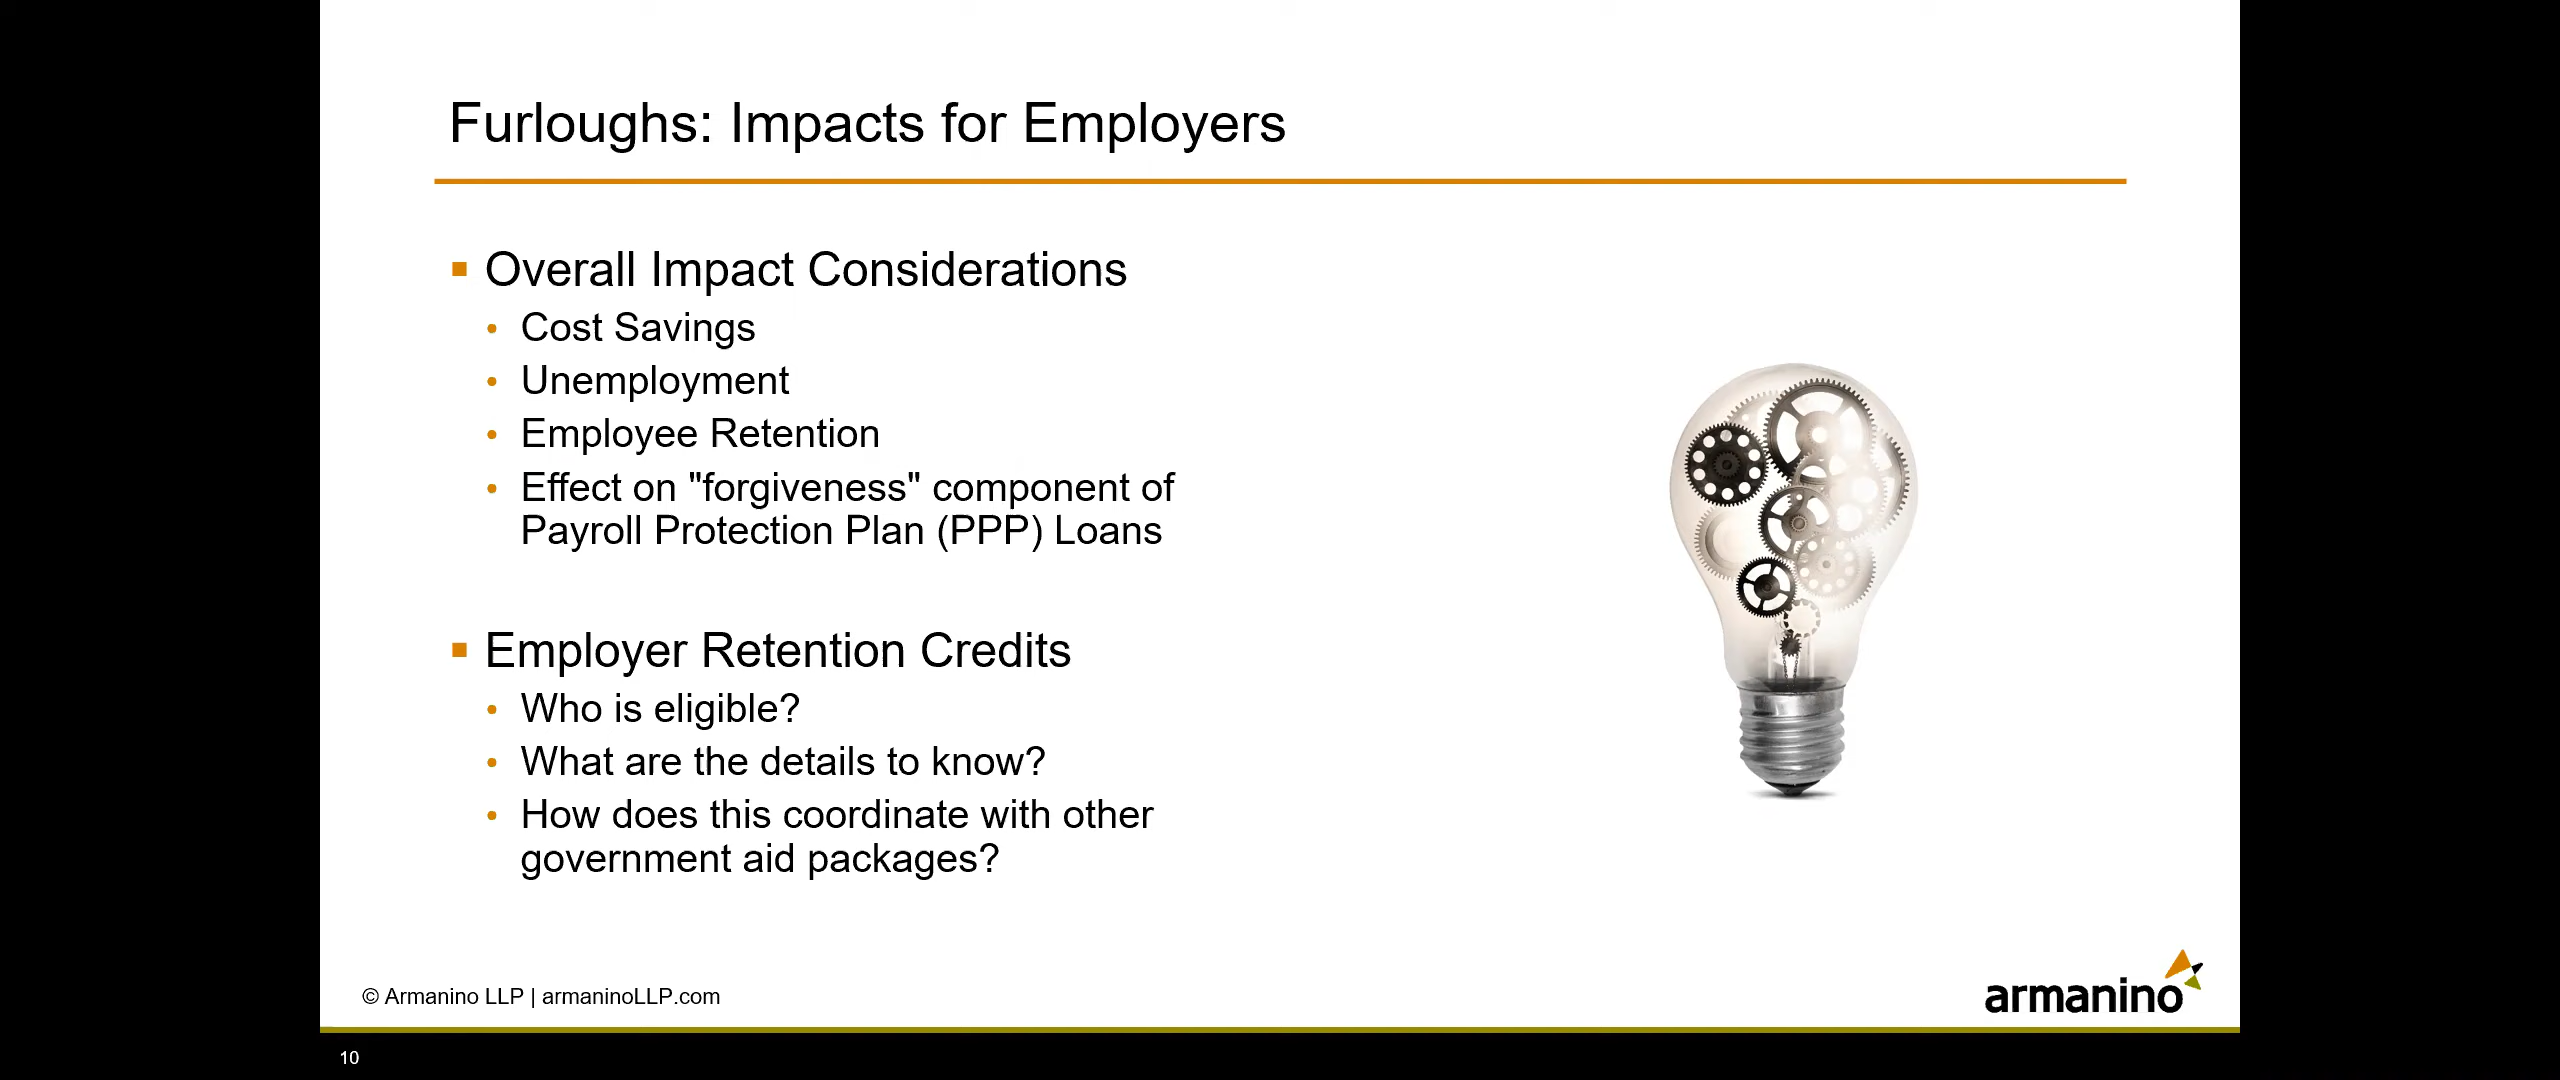 Furloughs: Impacts for Employers
Overall Impact Considerations
Cost Savings
Unemployment
Employee Retention
Effect on "forgiveness" component of
Payroll Protection Plan (PPP) Loans
Employer Retention Credits
Who is eligible?
What are the details to know?
How does this coordinate with other
government aid packages?
© Armanino LLP | armaninoLLP.com
armanino
10